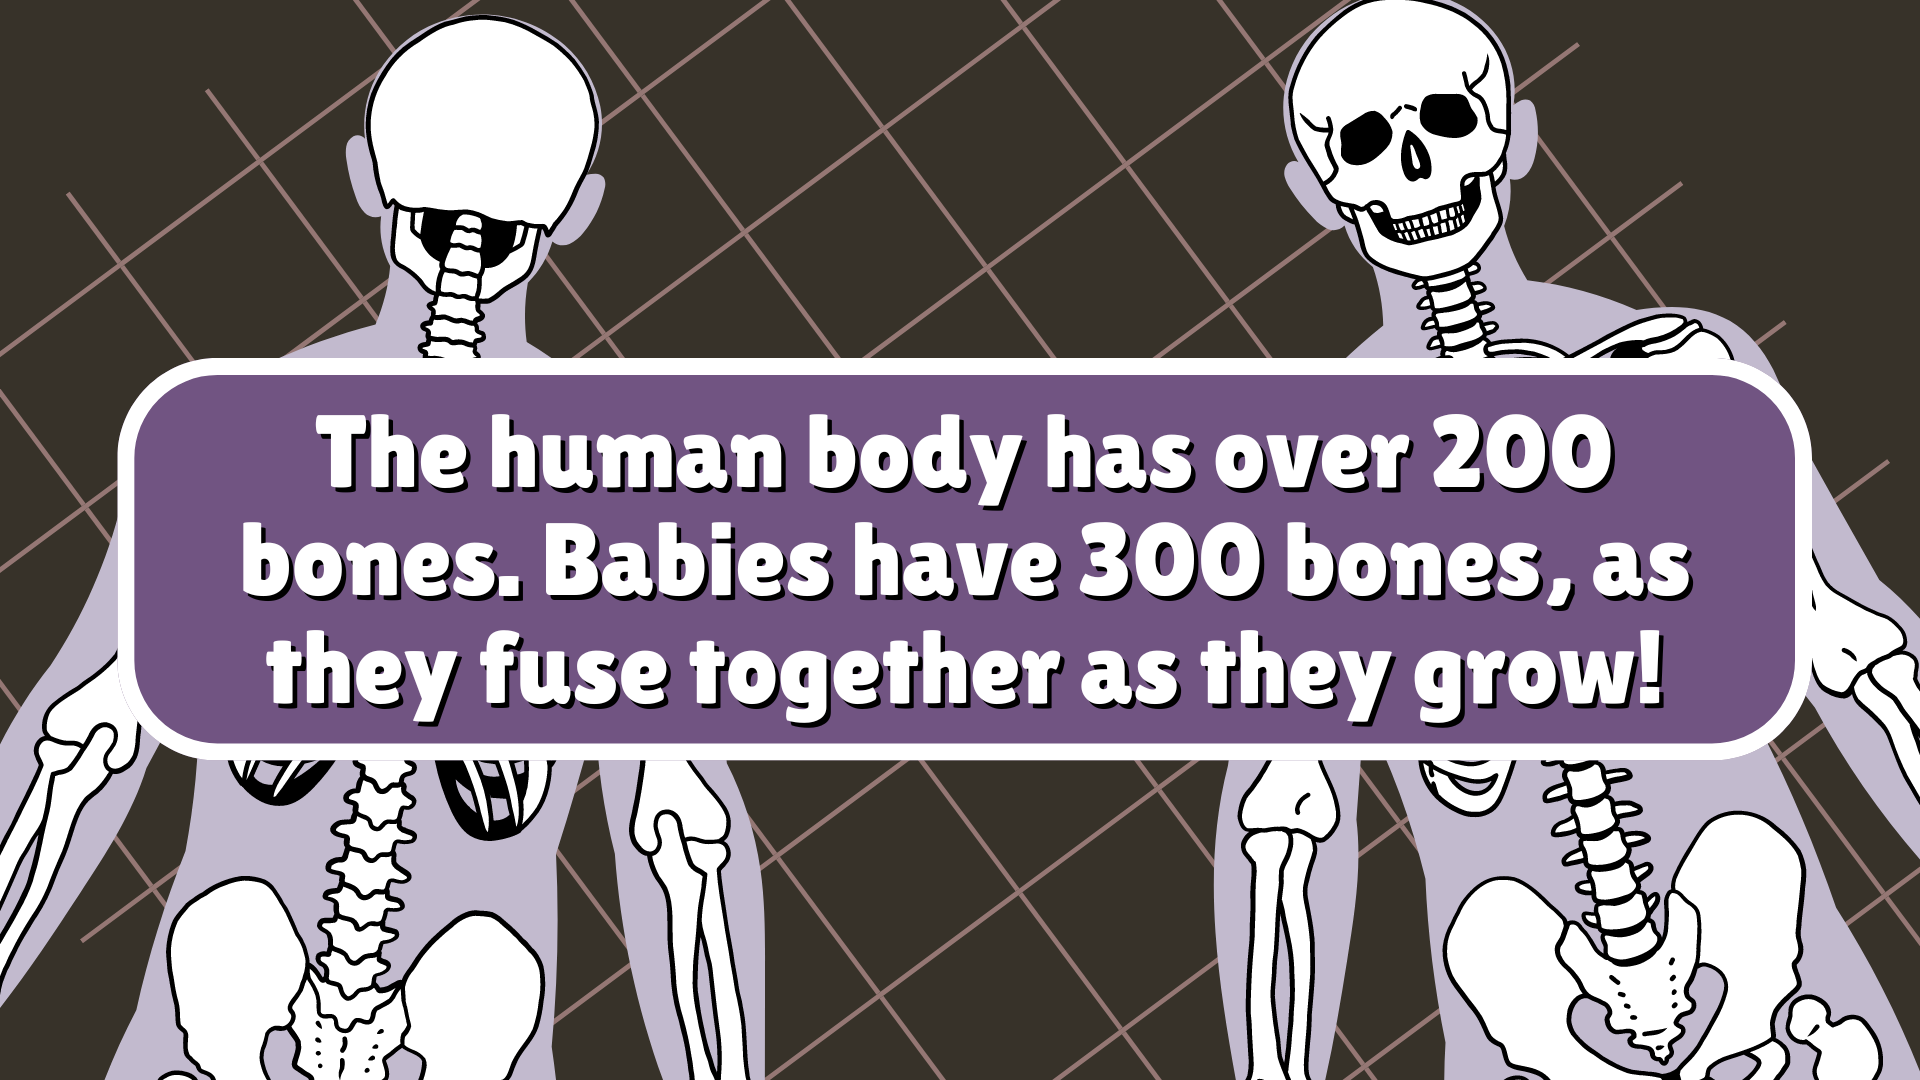 The human body has over 200
bones. Babies have 300 bones, as
they fuse together as they grow!